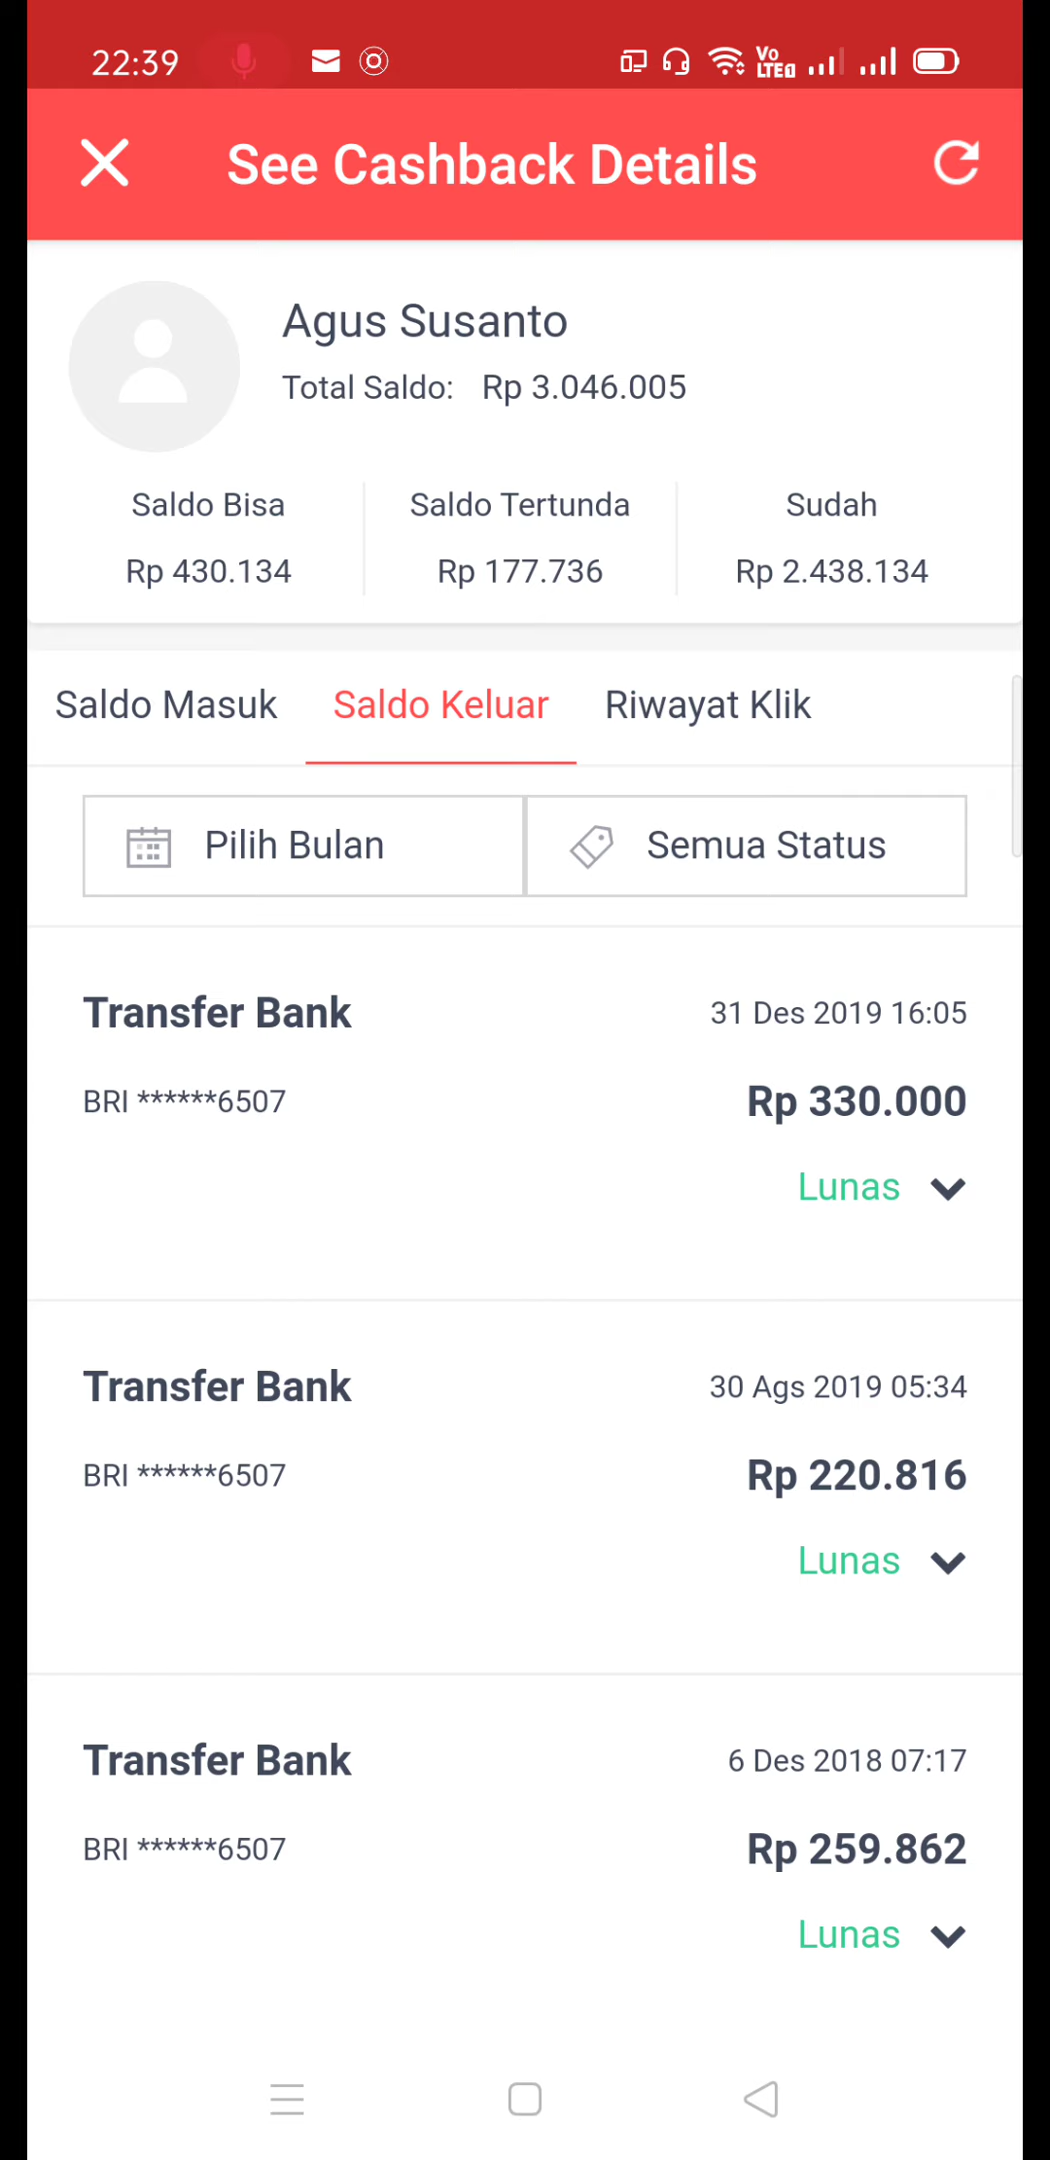 22:39
Vo
LTE
See Cashback Details
Agus Susanto
Total Saldo: Rp 3.046.005
Saldo Bisa Saldo Tertunda Sudah
Rp 430.134 Rp 177.736 Rp 2.438.134
Saldo Masuk Saldo Keluar Riwayat Klik
Pilih Bulan Semua Status
Transfer Bank 31 Des 2019 16:05
BRI ******6507 Rp 330.000
Lunas
Transfer Bank 30 Ags 2019 05:34
BRI ******6507 Rp 220.816
Lunas
Transfer Bank 6 Des 2018 07:17
BRI ******6507 Rp 259.862
Lunas